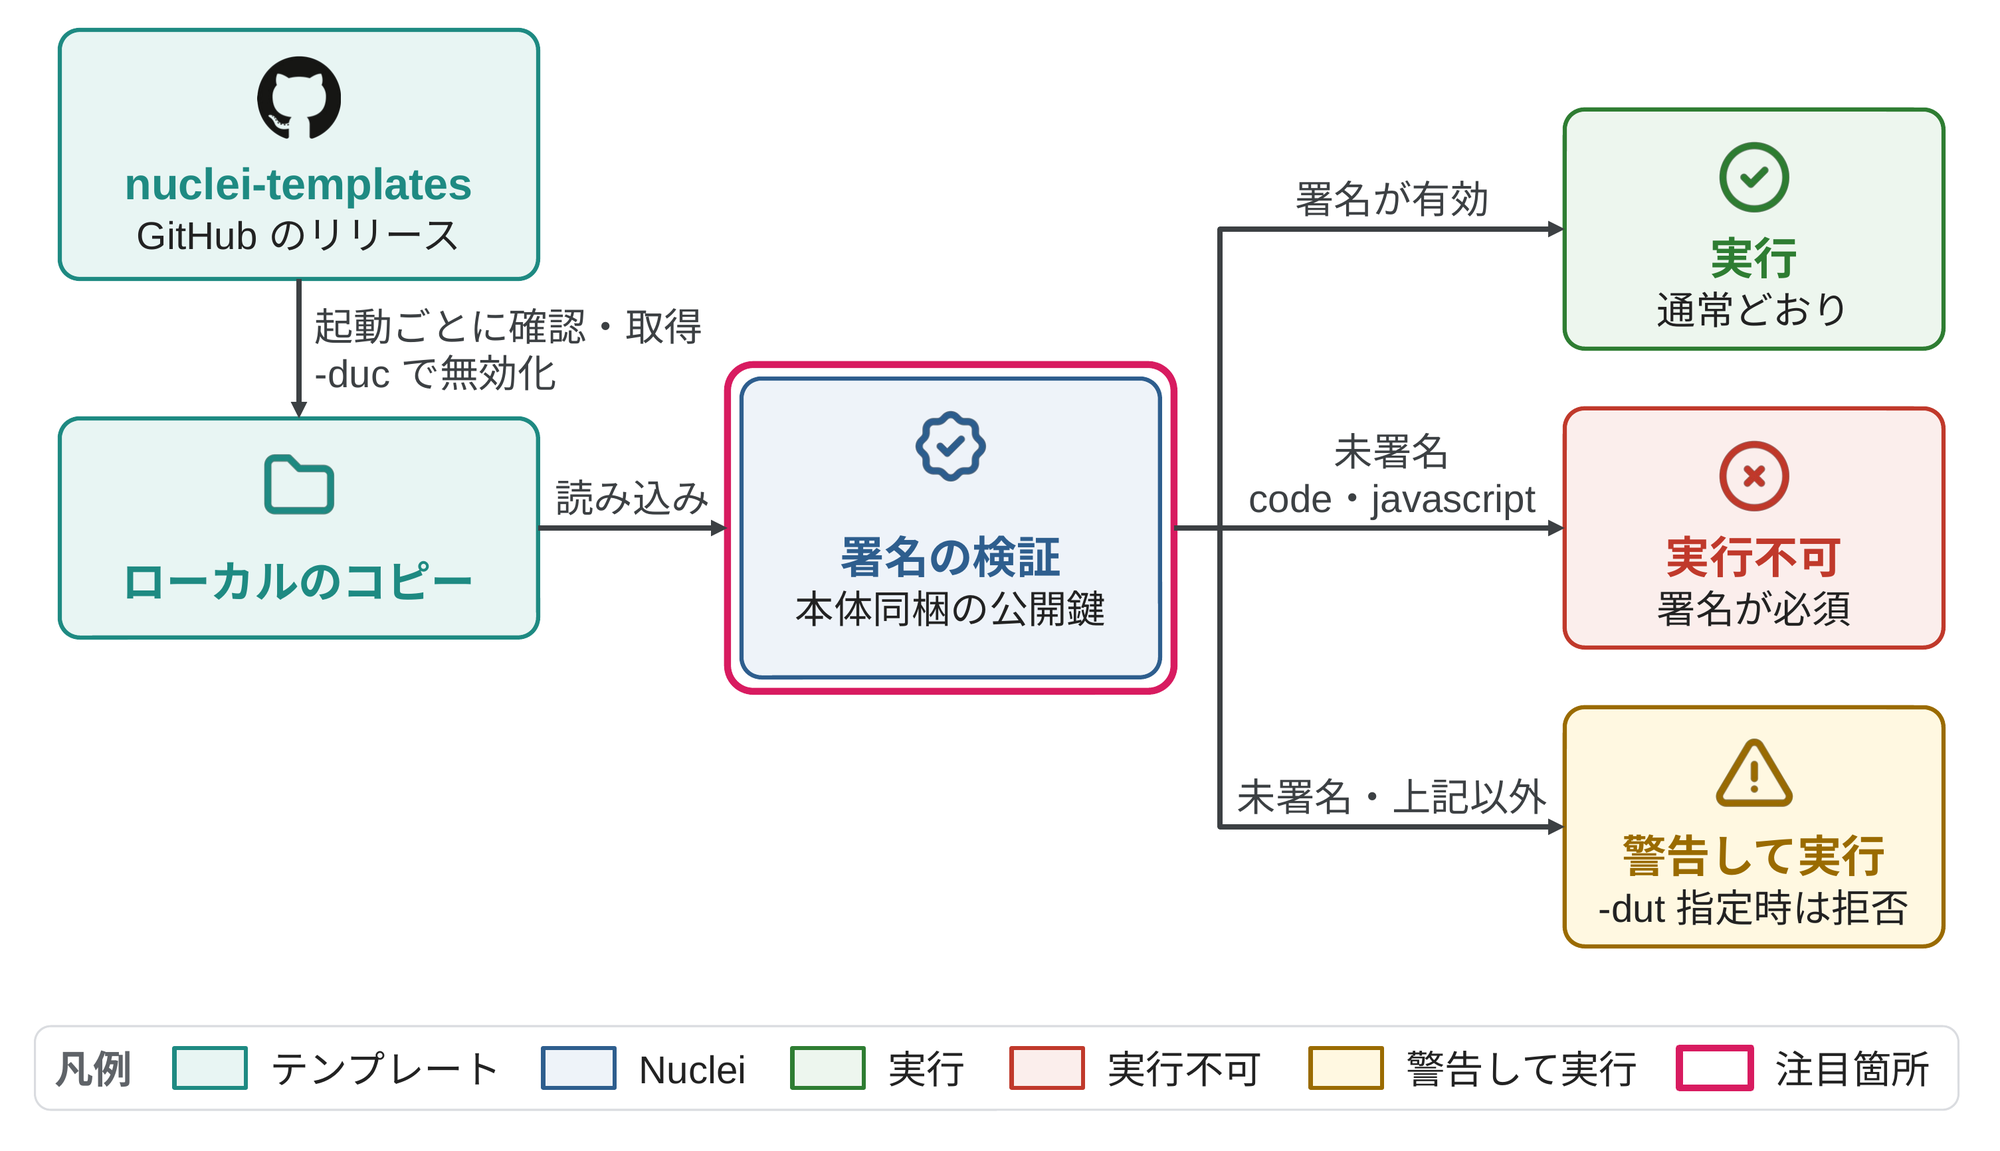 nuclei-templates
GitHub のリリース
起動ごとに確認・取得
-duc で無効化
ローカルのコピー
読み込み
署名の検証
本体同梱の公開鍵
署名が有効
実行
通常どおり
未署名
code・javascript
実行不可
署名が必須
未署名・上記以外
警告して実行
-dut 指定時は拒否
凡例
テンプレート
Nuclei
実行
実行不可
警告して実行
注目箇所